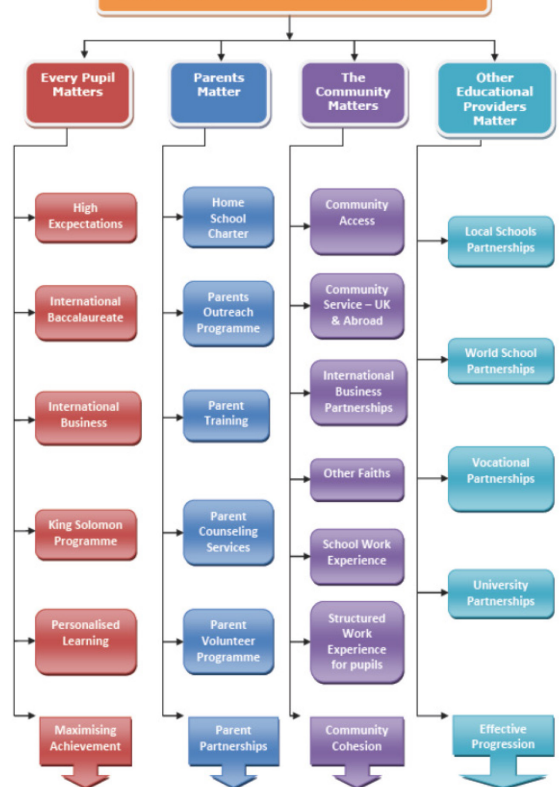 Every Pupil
Matters
High
Excpectations
International
Baccalaureate
International
Business
King Solomon
Programme
Personalised
Learning
Maximising
Achievement
Parents
Matter
Home
School
Charter
Parents
Outreach
Programme
Parent
Training
Parent
Counseling
Services
Parent
Volunteer
Programme
Parent
Partnerships
The
Community
Matters
Community
Access
Community
Service – UK
& Abroad
International
Business
Partnerships
Other Faiths
School Work
Experience
Structured
Work
Experience
for pupils
Community
Cohesion
Other
Educational
Providers
Matter
Local Schools
Partnerships
World School
Partnerships
Vocational
Partnerships
University
Partnerships
Effective
Progression